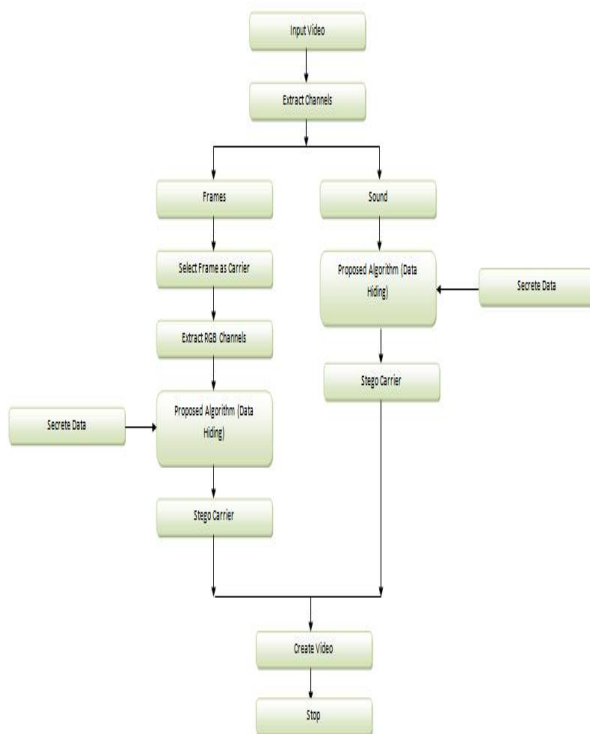 Input Video
Extract Channels
Frames
Sound
Select Frame as Carrier
Proposed Algorithm (Data
Hiding)
Secrete Data
Extract RGB Channels
Stego Carrier
Proposed Algorithm (Data
Hiding)
Secrete Data
Stego Carrier
Create Video
Stop